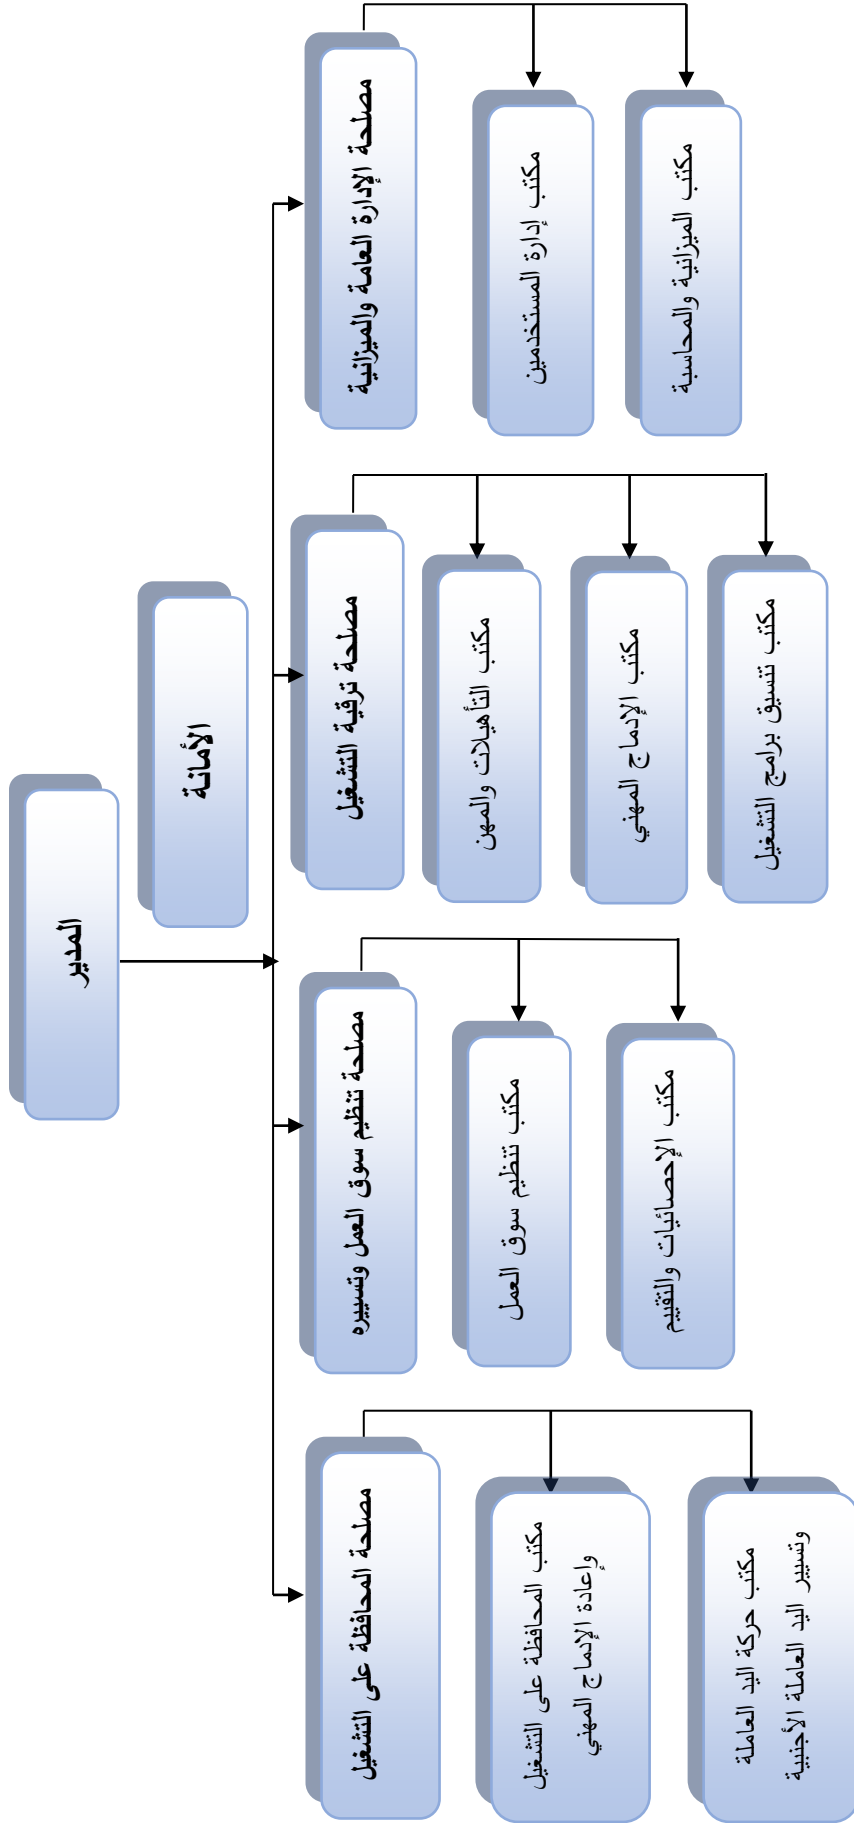 المدير
الأمانة
مصلحة الإدارة العامة والميزانية
مكتب إدارة المستخدمين
مكتب الميزانية والمحاسبة
مصلحة ترقية التشغيل
مكتب التأهيلات والمهن
مكتب الإدماج المهني
مكتب تنسيق برامج التشغيل
مصلحة تنظيم سوق العمل وتسييره
مكتب تنظيم سوق العمل
مكتب الإحصائيات والتقييم
مصلحة المحافظة على التشغيل
مكتب المحافظة على التشغيل
وإعادة الإدماج المهني
مكتب حركة اليد العاملة
وتسيير اليد العاملة الأجنبية